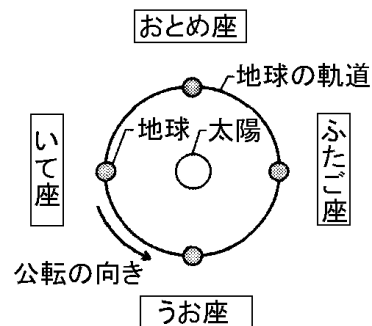 おとめ座
地球の軌道
地球
太陽
いて座
ふたご座
公転の向き
うお座